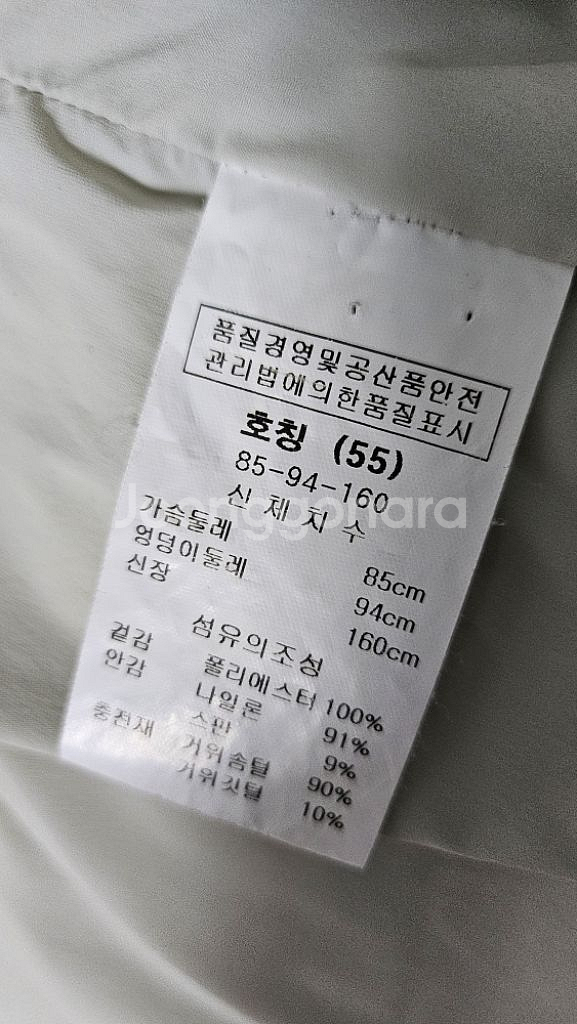 품질경영및공산품안전
관리법에의한품질표시
호칭 (55)
85-94-160
신 체 치 수
가슴둘레 85cm
엉덩이둘레 94cm
신장 160cm
섬유의조성
겉감 폴리에스터 100%
안감 나일론 91%
스판 9%
충전재 거위솜털 90%
거위깃털 10%
Joonggonara